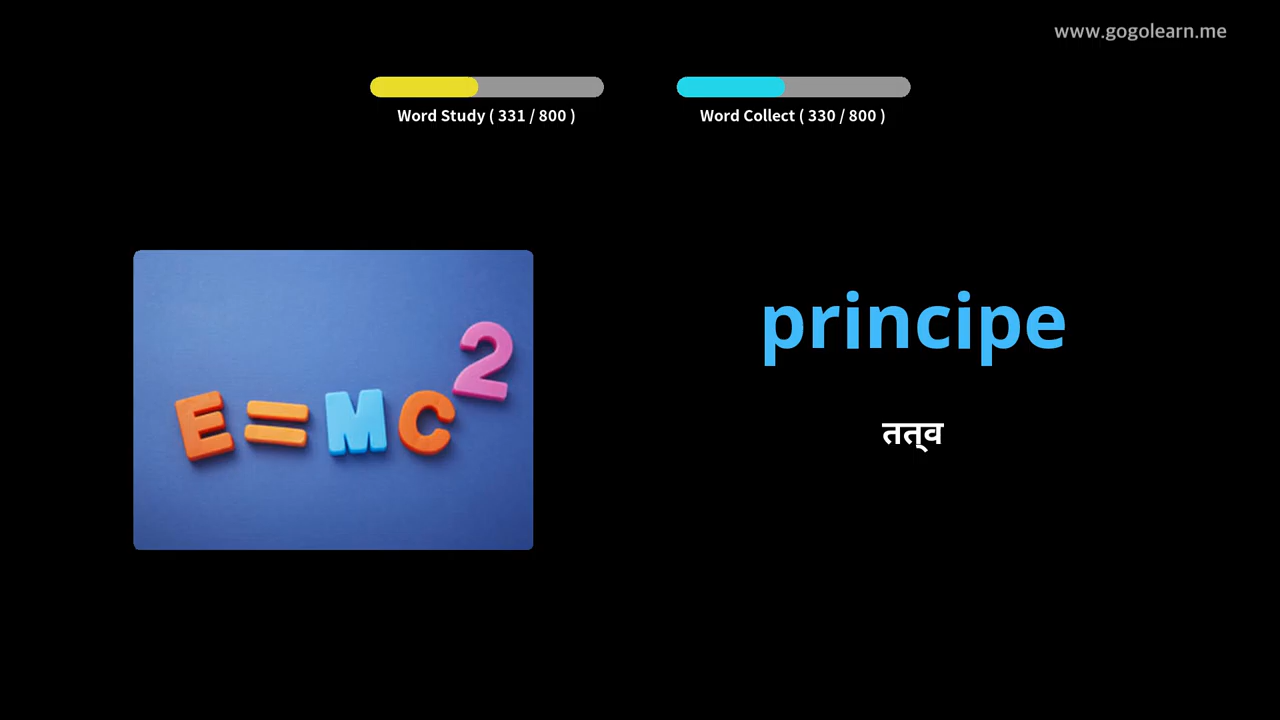 www.gogolearn.me
Word Study ( 331 / 800 )
Word Collect ( 330 / 800 )
E=MC²
principe
तत्व